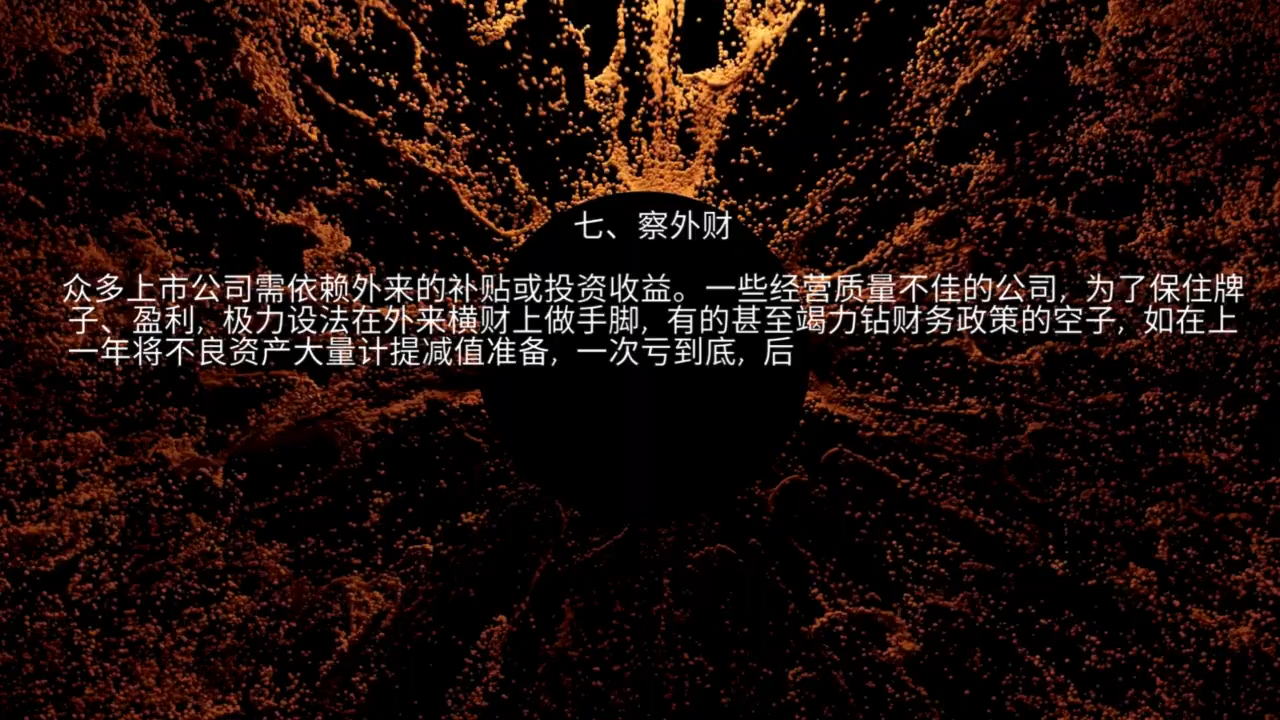 七、察外财
众多上市公司需依赖外来的补贴或投资收益。一些经营质量不佳的公司，为了保住牌
子、盈利，极力设法在外来横财上做手脚，有的甚至竭力钻财务政策的空子，如在上
一年将不良资产大量计提减值准备，一次亏到底，后